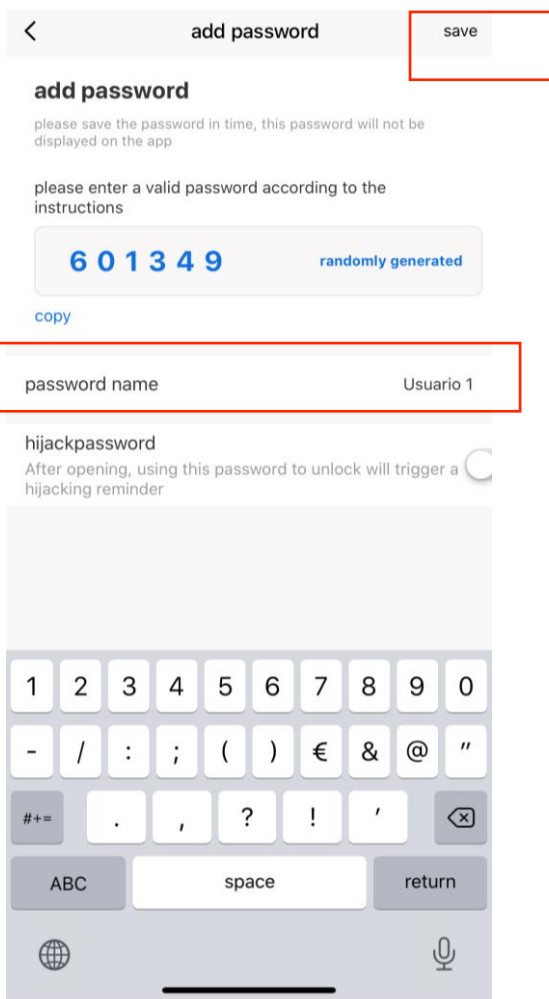 add password
save
add password
please save the password in time, this password will not be
displayed on the app
please enter a valid password according to the
instructions
601349
randomly generated
copy
password name
Usuario 1
hijackpassword
After opening, using this password to unlock will trigger a
hijacking reminder
1 2 3 4 5 6 7 8 9 0
- / : ; ( ) € & @ "
#+= . , ? ! '
ABC space return